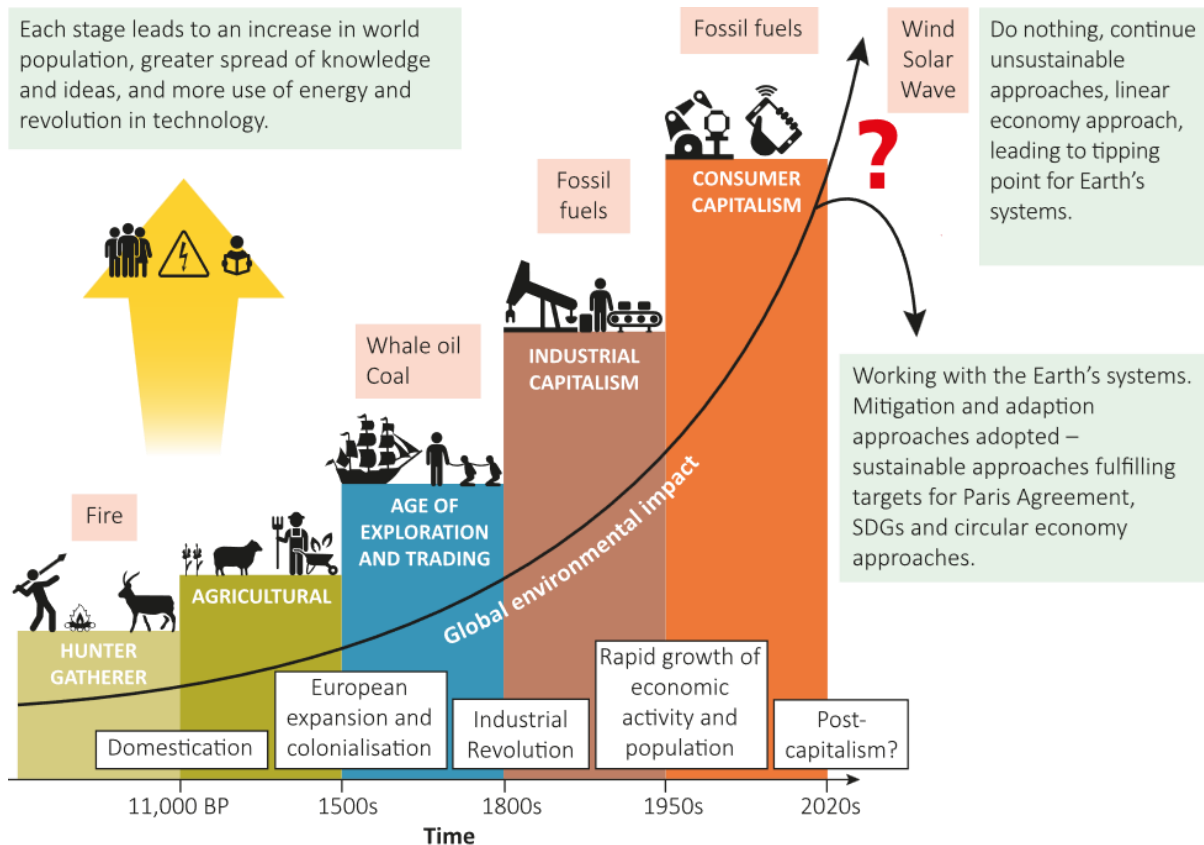 Each stage leads to an increase in world
population, greater spread of knowledge
and ideas, and more use of energy and
revolution in technology.
Fossil fuels
Wind
Solar
Wave
Do nothing, continue
unsustainable
approaches, linear
economy approach,
leading to tipping
point for Earth's
systems.
?
CONSUMER
CAPITALISM
Fossil
fuels
INDUSTRIAL
CAPITALISM
Whale oil
Coal
AGE OF
EXPLORATION
AND TRADING
Working with the Earth's systems.
Mitigation and adaption
approaches adopted –
sustainable approaches fulfilling
targets for Paris Agreement,
SDGs and circular economy
approaches.
Fire
AGRICULTURAL
HUNTER
GATHERER
Global environmental impact
Domestication
European
expansion and
colonialisation
Industrial
Revolution
Rapid growth of
economic
activity and
population
Post-
capitalism?
11,000 BP
1500s
1800s
1950s
2020s
Time